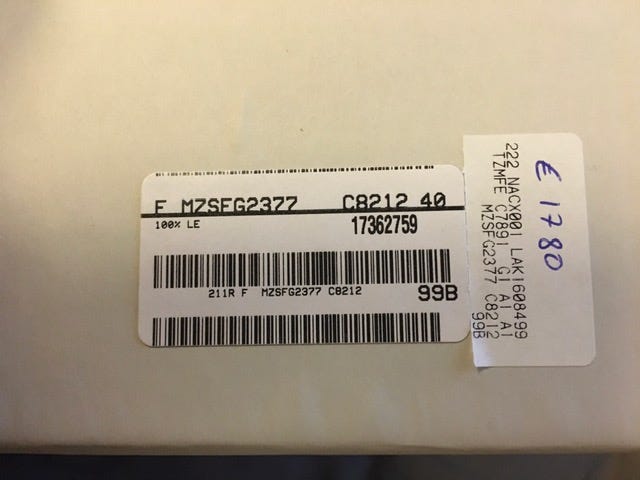 F MZSFG2377 C8212 40
100% LE 17362759
211R F MZSFG2377 C8212
99B
€ 1780
222 NACX001 LAK1608499
TZMFE C7891 G1 A1 A1
MZSFG2377 C8212
99B